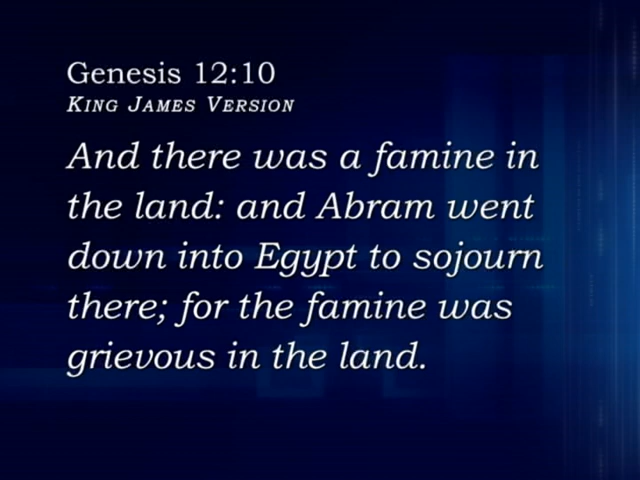 Genesis 12:10
King James Version
And there was a famine in
the land: and Abram went
down into Egypt to sojourn
there; for the famine was
grievous in the land.